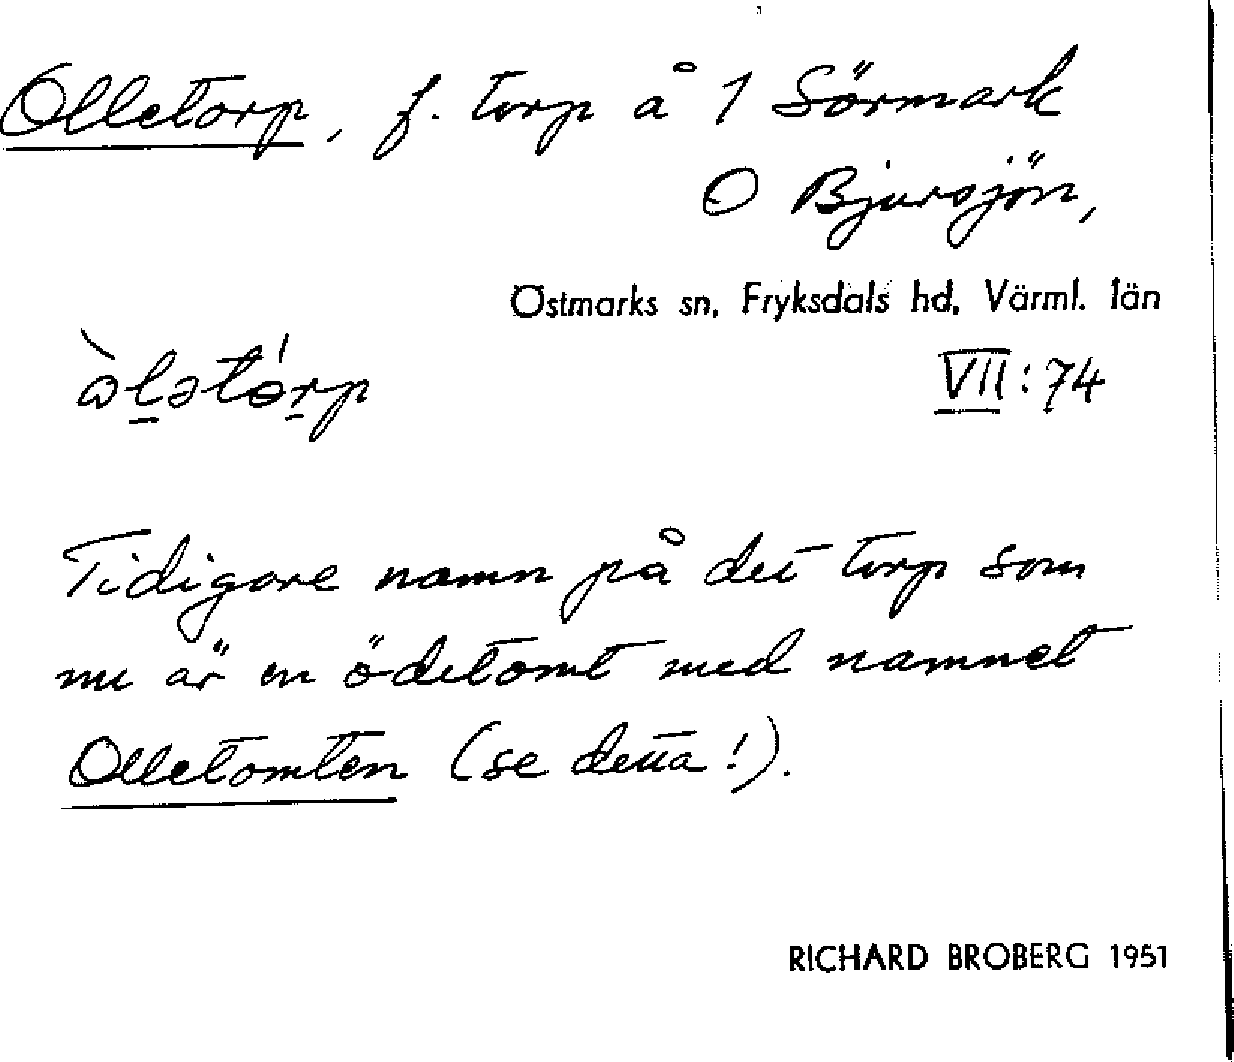 Olletorp, f. torp å 1 Sörmark
O Bjursjön,
Östmarks sn, Fryksdals hd, Värml. län
VII:74
Tidigare namn på det torp som
nu är en ödetomt med namnet
Olletomten (se detta!).
RICHARD BROBERG 1951